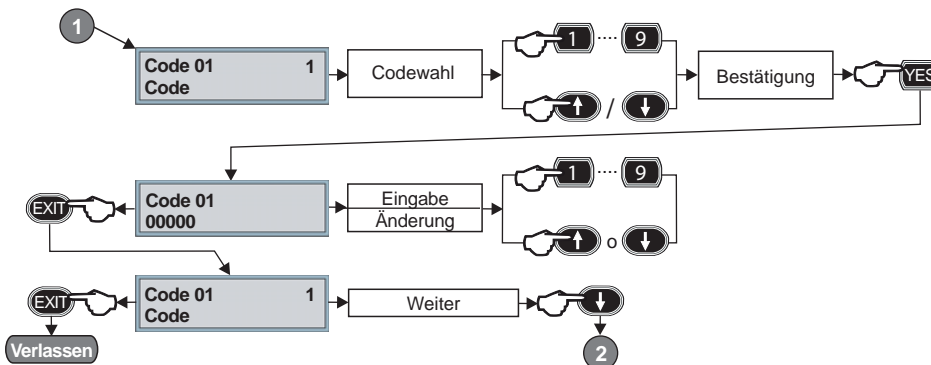 1
Code 01 1
Code
Codewahl
1 ···· 9
/
Bestätigung
YES
EXIT
Code 01
00000
Eingabe
Änderung
1 ···· 9
o
EXIT
Code 01 1
Code
Weiter
Verlassen
2